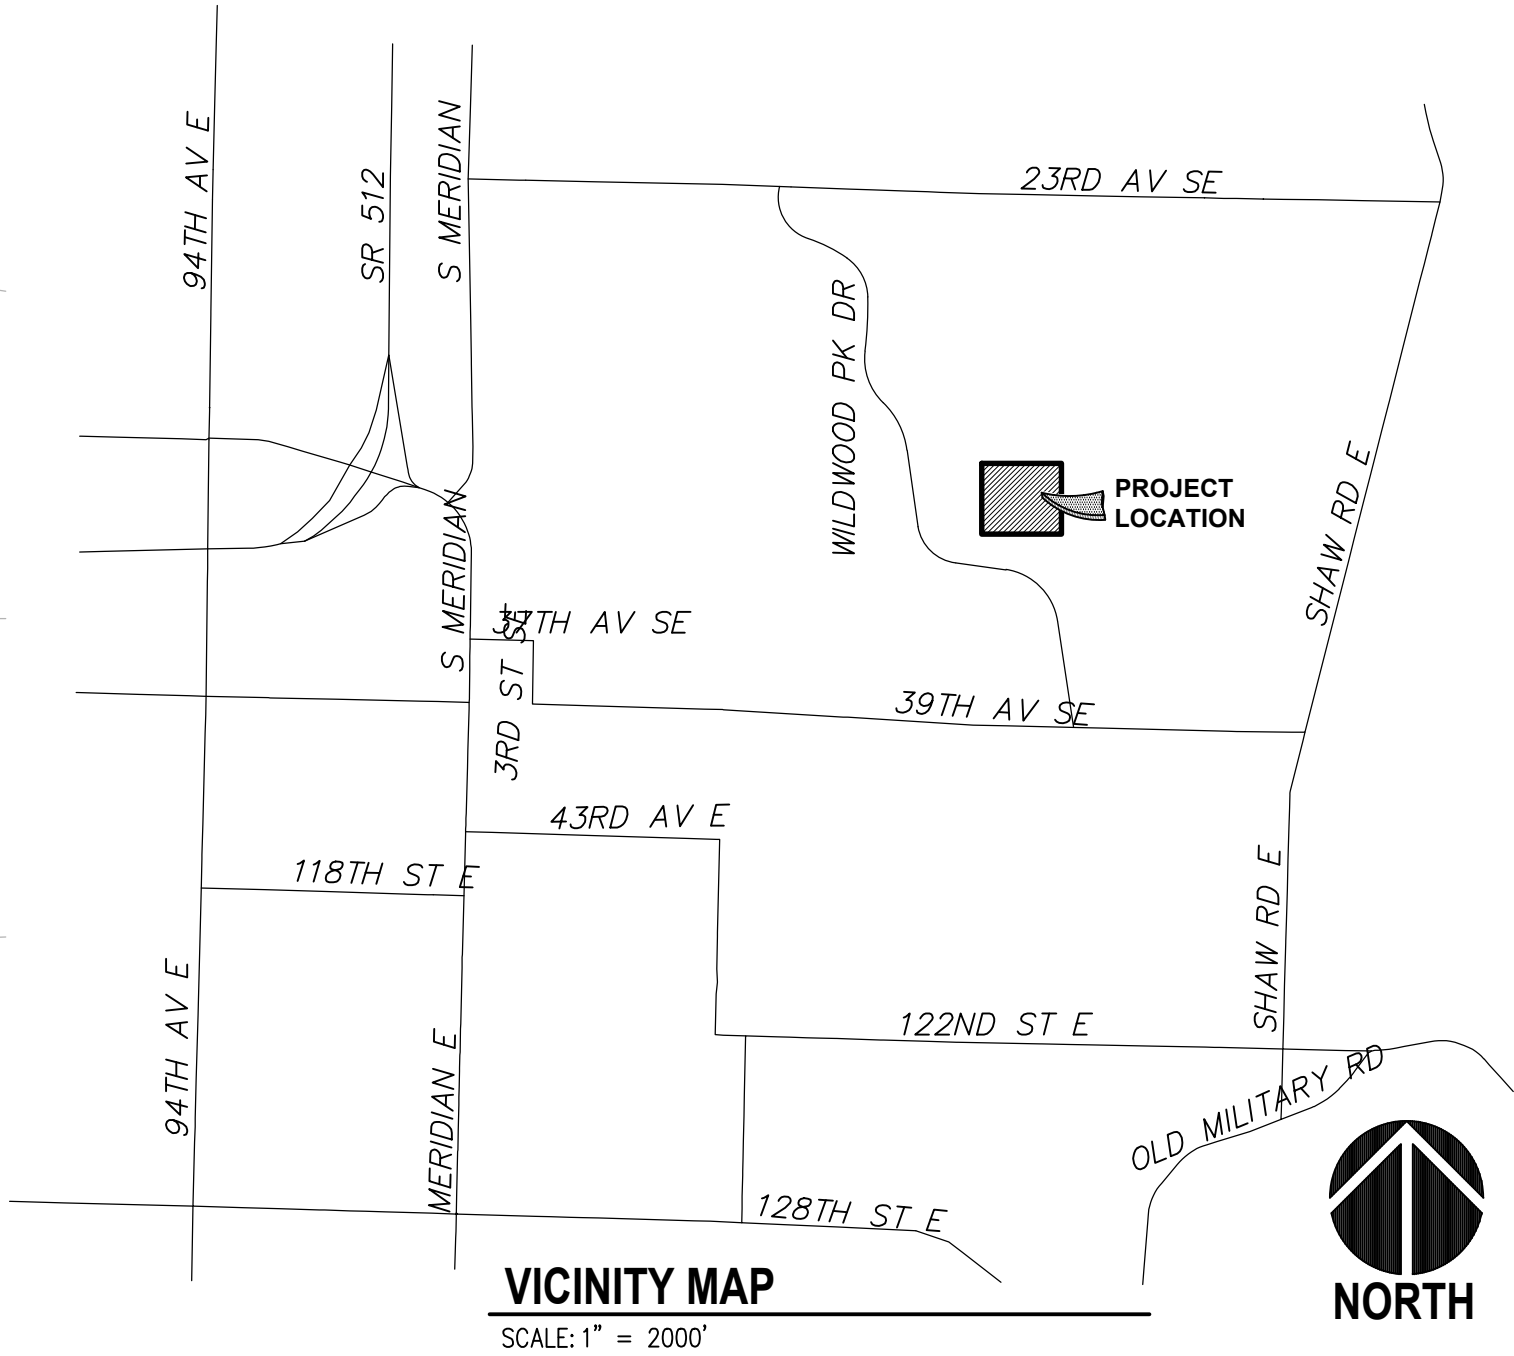 94TH AV E
SR 512
S MERIDIAN
23RD AV SE
WILDWOOD PK DR
PROJECT
LOCATION
SHAW RD E
S MERIDIAN
37TH AV SE
3RD ST SE
39TH AV SE
43RD AV E
118TH ST E
SHAW RD E
94TH AV E
MERIDIAN E
122ND ST E
OLD MILITARY RD
128TH ST E
VICINITY MAP
SCALE: 1" = 2000'
NORTH